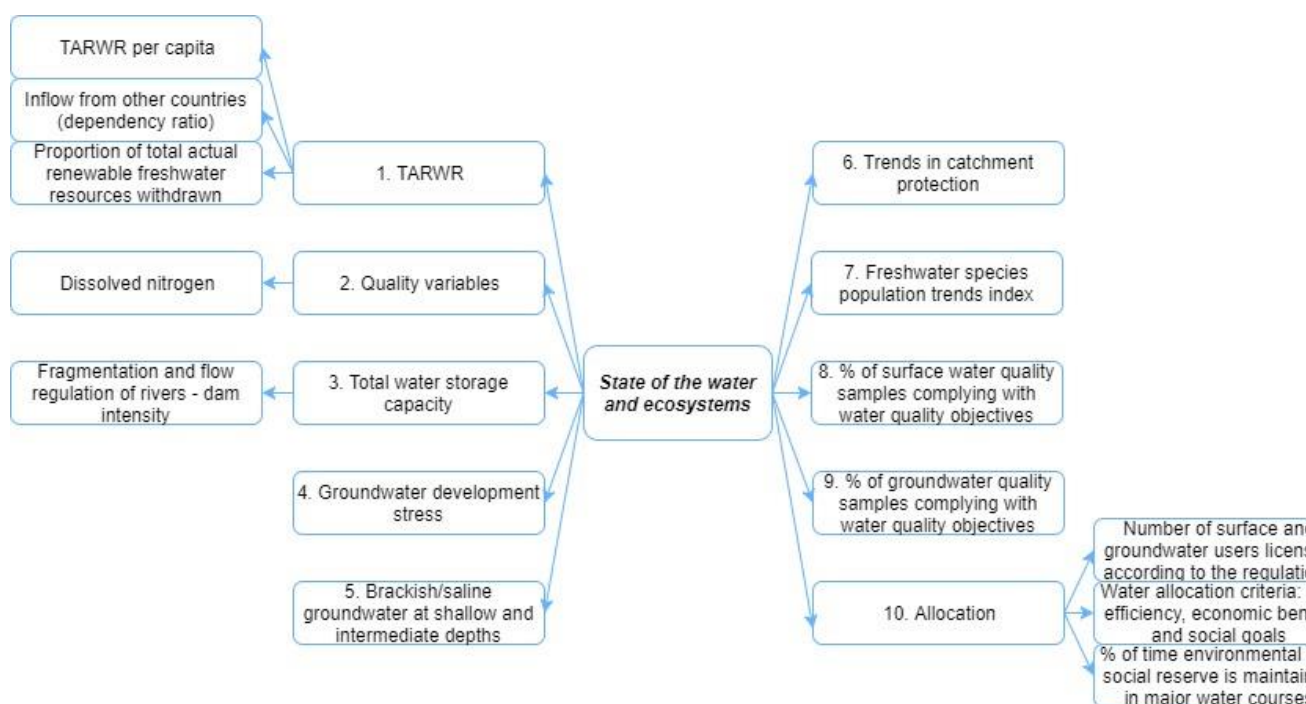 TARWR per capita
Inflow from other countries
(dependency ratio)
Proportion of total actual
renewable freshwater
resources withdrawn
1. TARWR
Dissolved nitrogen
2. Quality variables
Fragmentation and flow
regulation of rivers - dam
intensity
3. Total water storage
capacity
4. Groundwater development
stress
5. Brackish/saline
groundwater at shallow and
intermediate depths
State of the water
and ecosystems
6. Trends in catchment
protection
7. Freshwater species
population trends index
8. % of surface water quality
samples complying with
water quality objectives
9. % of groundwater quality
samples complying with
water quality objectives
10. Allocation
Number of surface
groundwater users
according to the
Water allocation criteria:
efficiency, economic
and social goals
% of time environmental
social reserve is
in major water courses